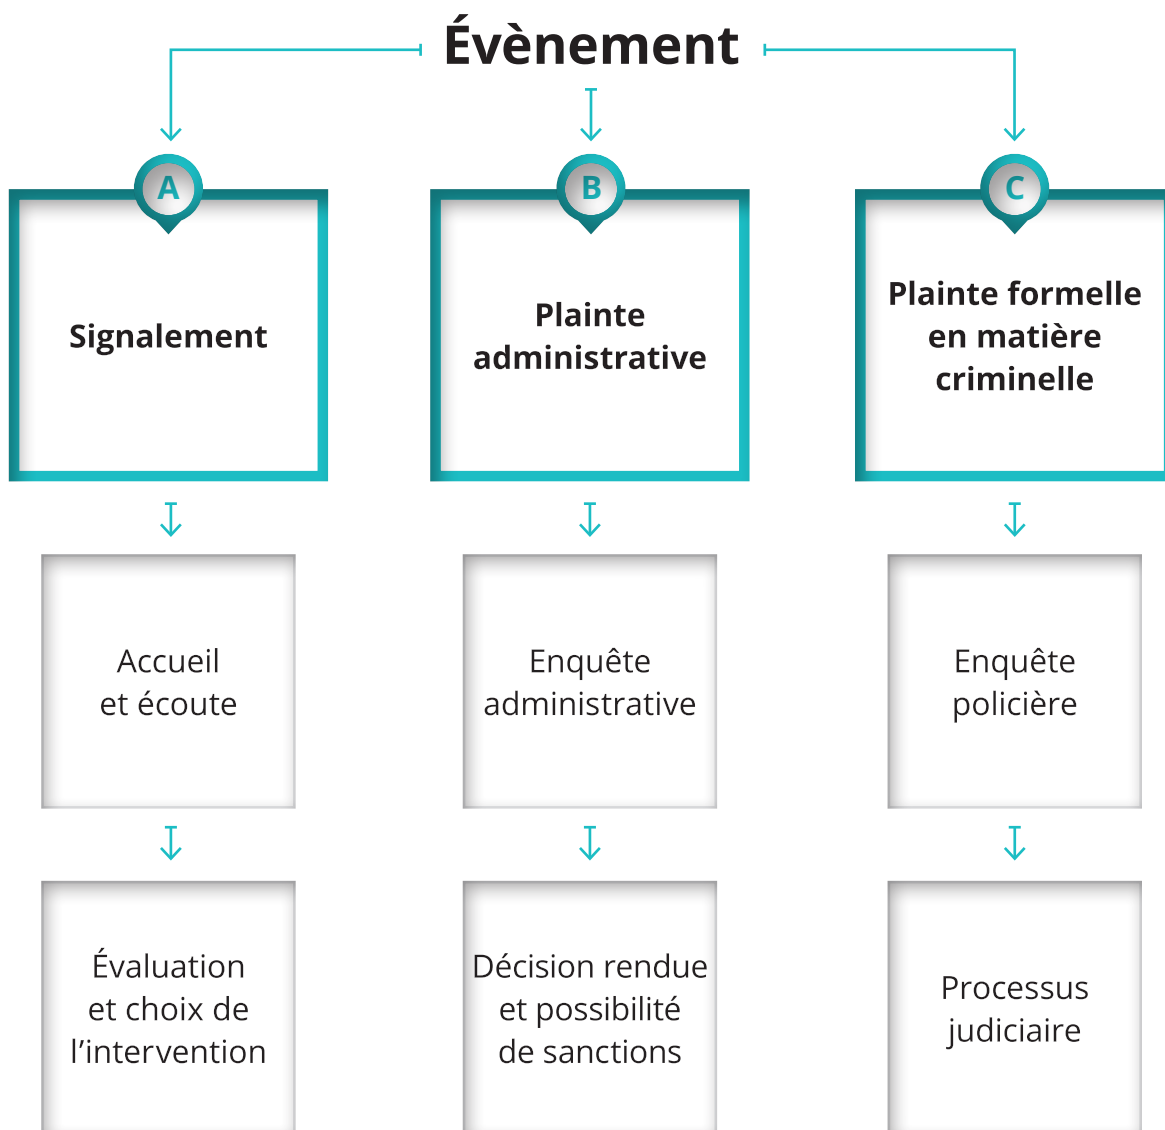 Évènement
A
Signalement
Accueil
et écoute
Évaluation
et choix de
l’intervention
B
Plainte
administrative
Enquête
administrative
Décision rendue
et possibilité
de sanctions
C
Plainte formelle
en matière
criminelle
Enquête
policière
Processus
judiciaire